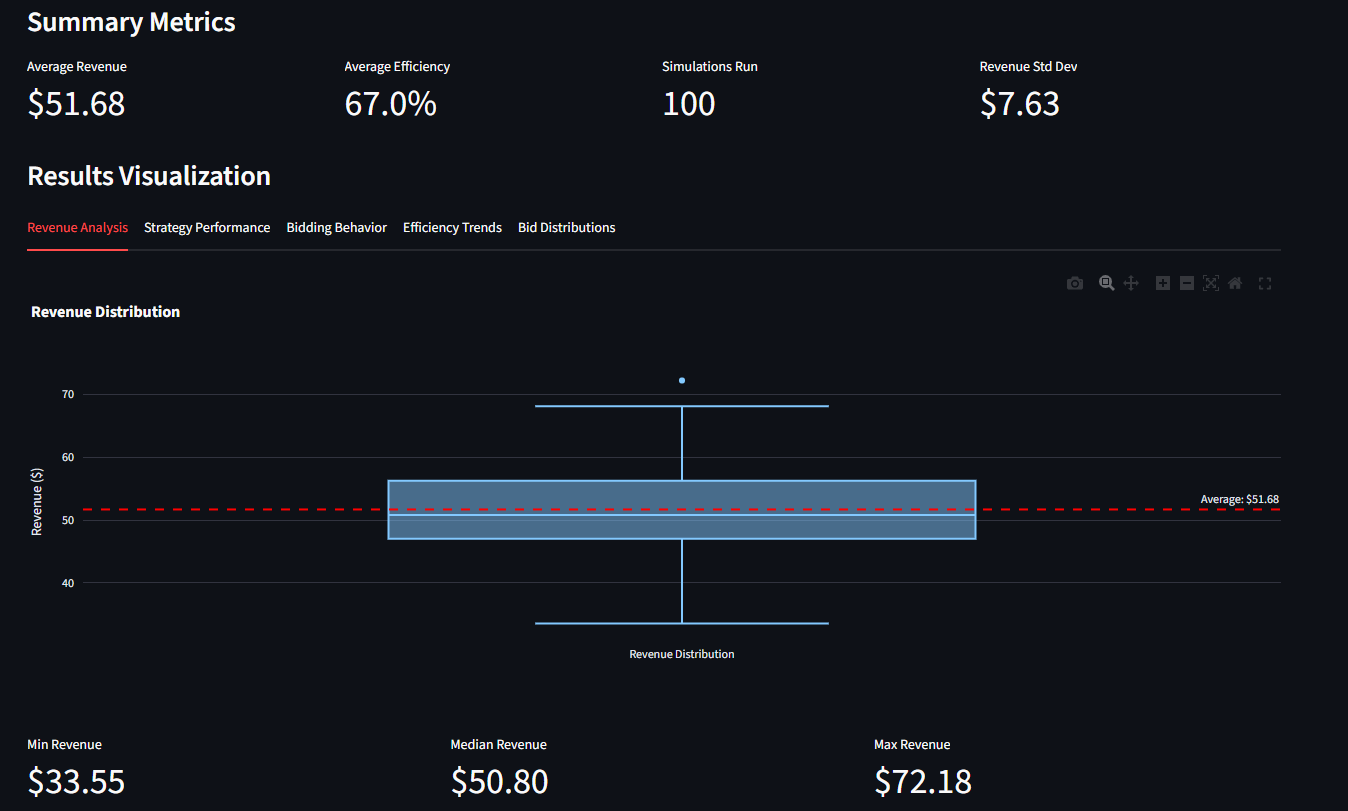 Summary Metrics
Average Revenue
$51.68
Average Efficiency
67.0%
Simulations Run
100
Revenue Std Dev
$7.63
Results Visualization
Revenue Analysis
Strategy Performance
Bidding Behavior
Efficiency Trends
Bid Distributions
Revenue Distribution
Revenue ($)
70
60
50
40
Average: $51.68
Revenue Distribution
Min Revenue
$33.55
Median Revenue
$50.80
Max Revenue
$72.18